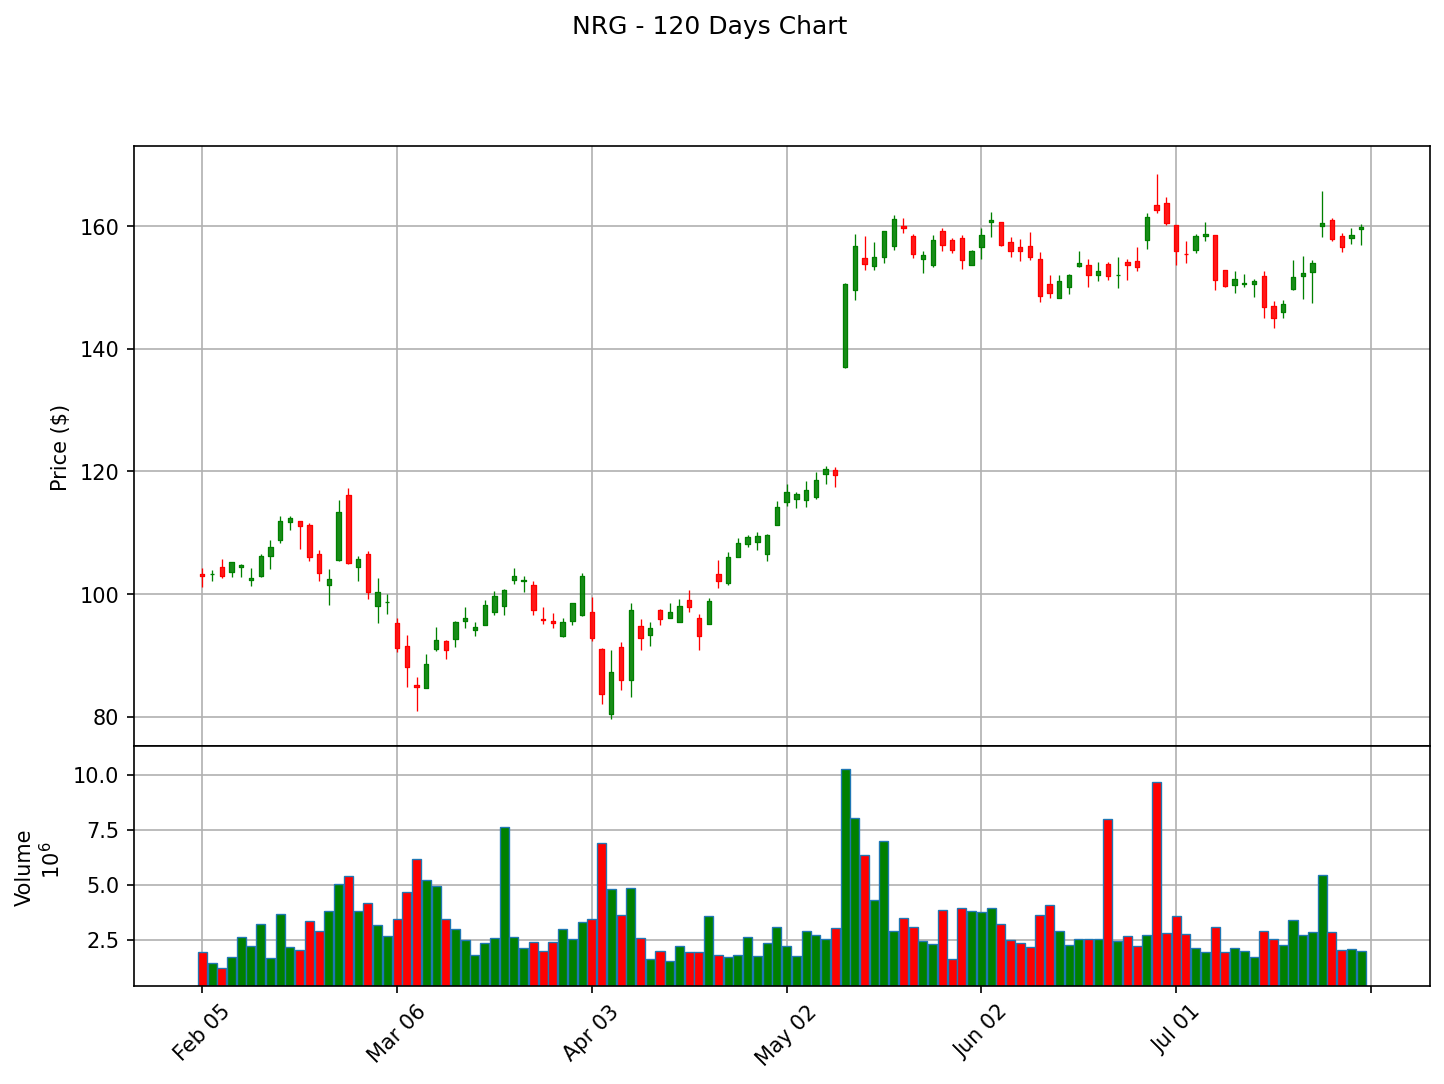 NRG - 120 Days Chart
Price ($)
160
140
120
100
80
Volume
10^6
10.0
7.5
5.0
2.5
Feb 05
Mar 06
Apr 03
May 02
Jun 02
Jul 01